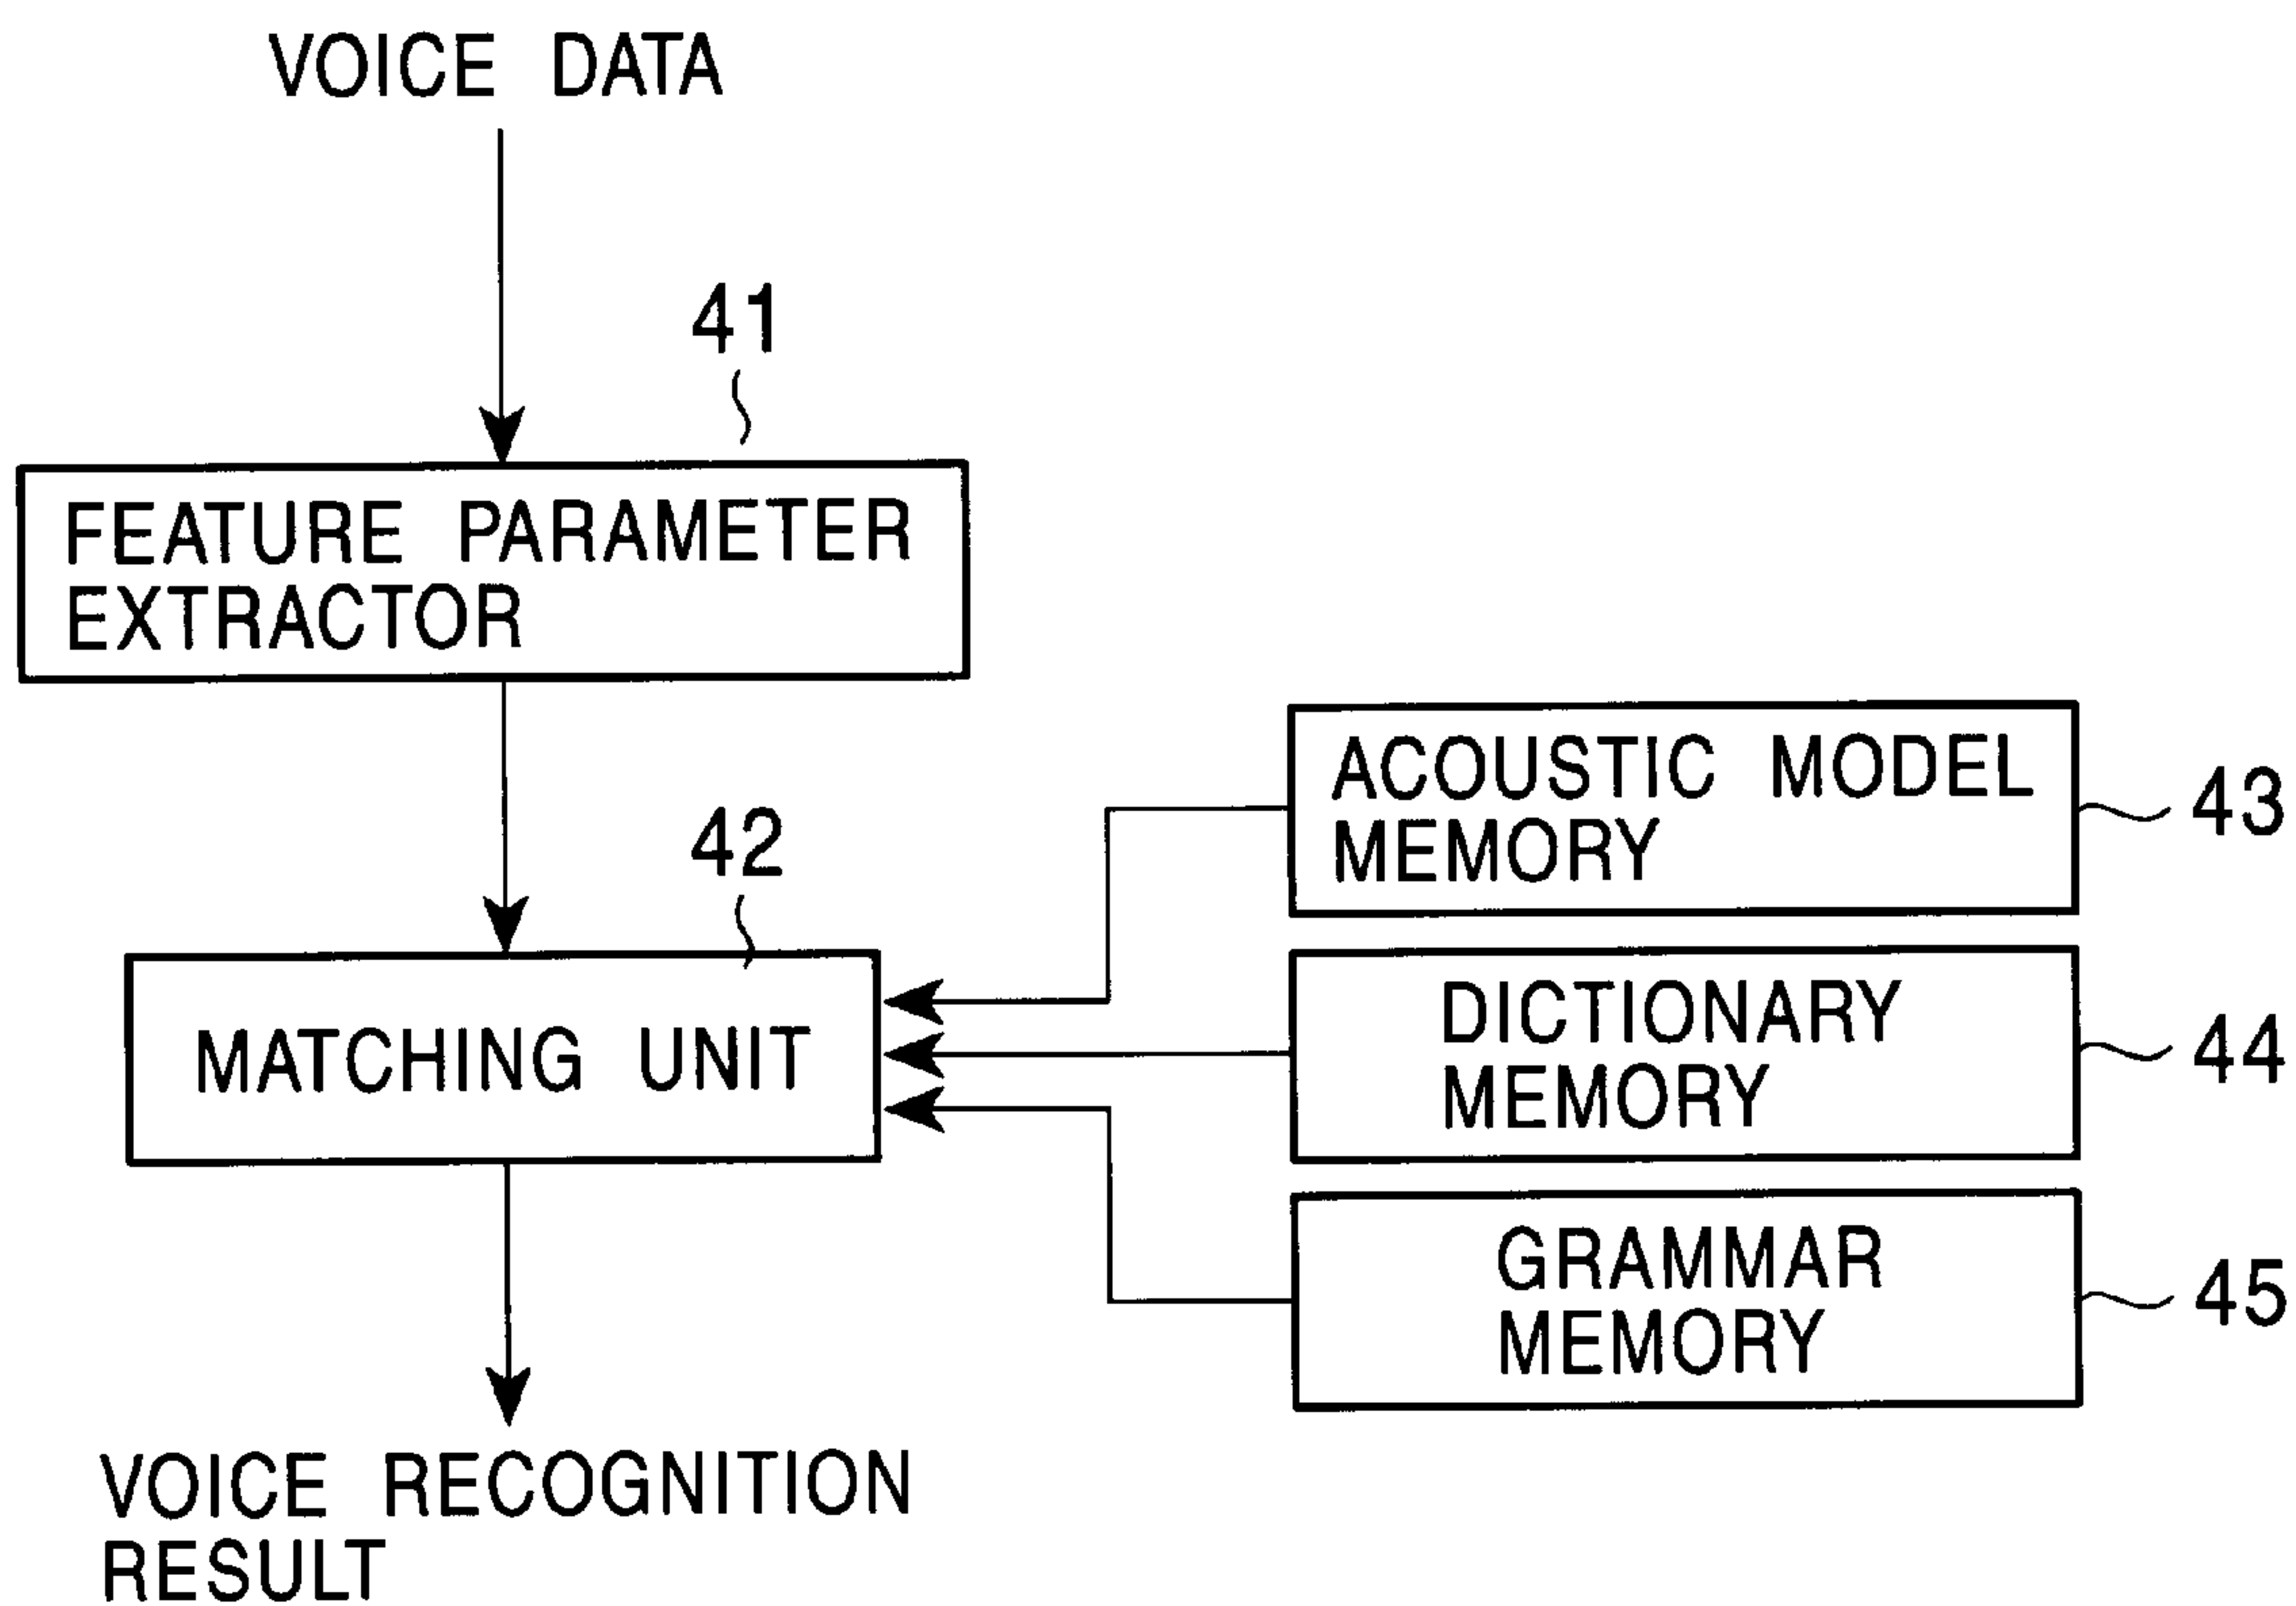 VOICE DATA
41
FEATURE PARAMETER
EXTRACTOR
42
MATCHING UNIT
ACOUSTIC MODEL
MEMORY
43
DICTIONARY
MEMORY
44
GRAMMAR
MEMORY
45
VOICE RECOGNITION
RESULT